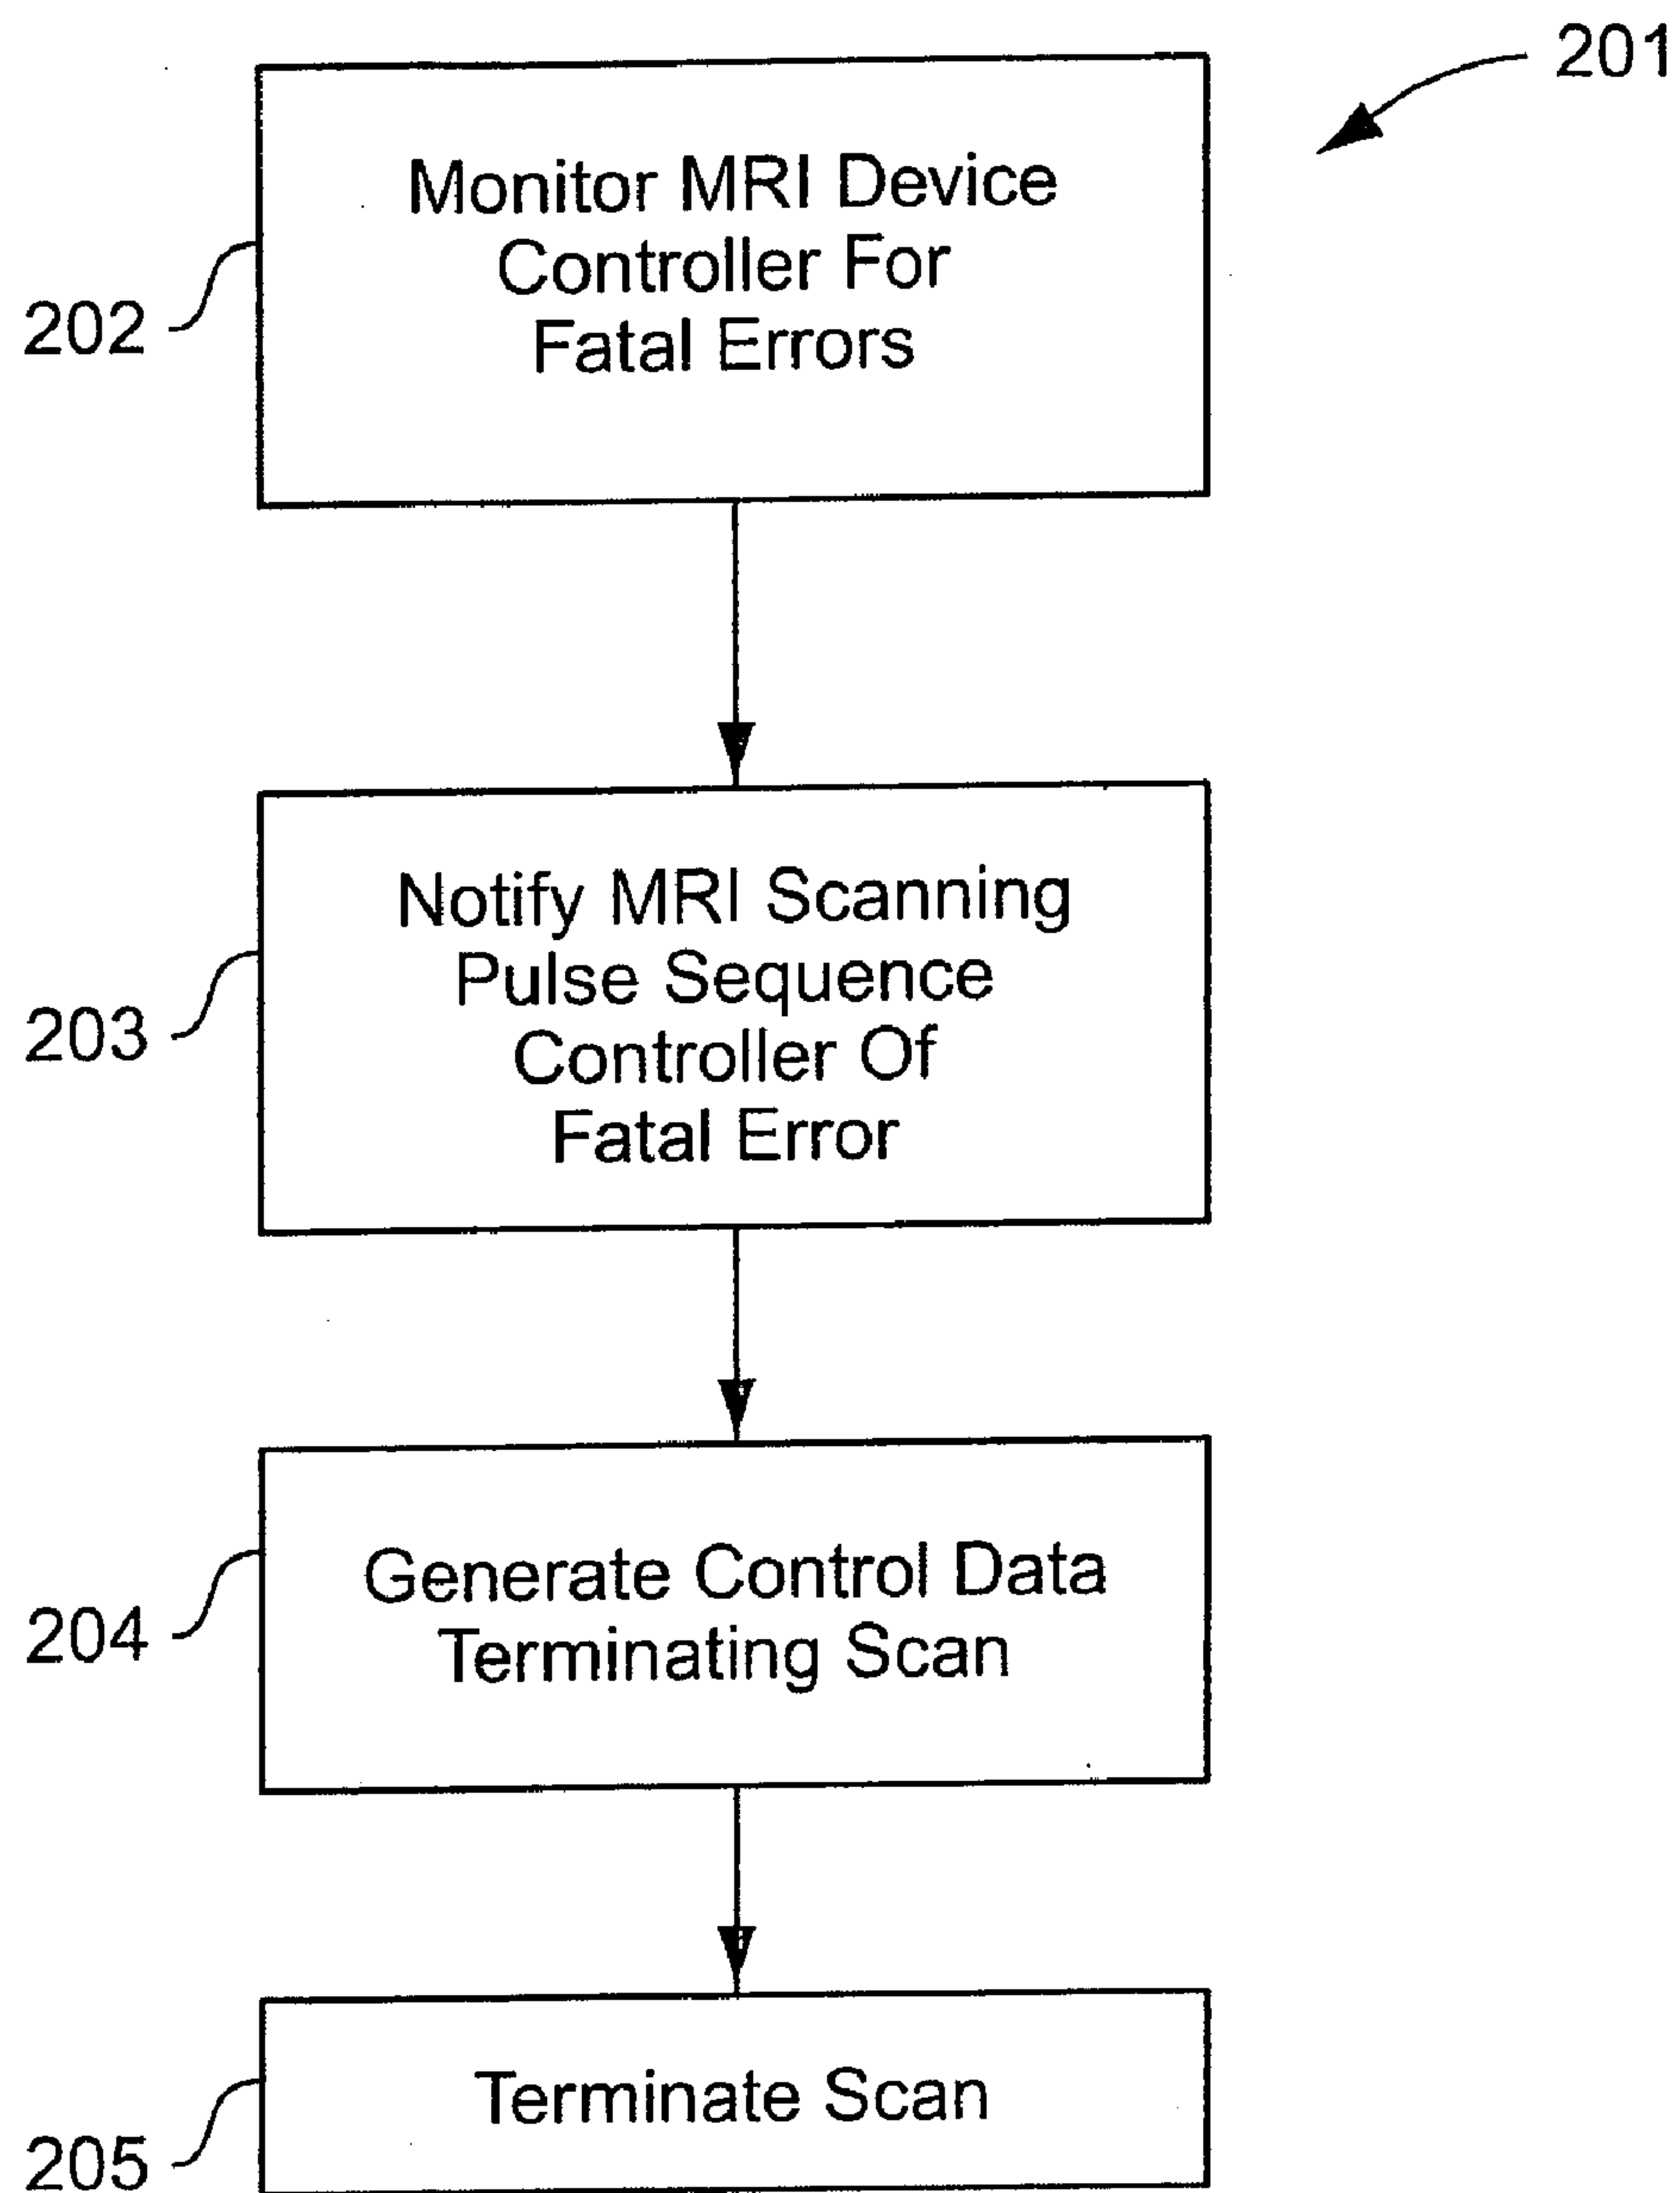 201
Monitor MRI Device
Controller For
Fatal Errors
202
Notify MRI Scanning
Pulse Sequence
Controller Of
Fatal Error
203
Generate Control Data
Terminating Scan
204
Terminate Scan
205